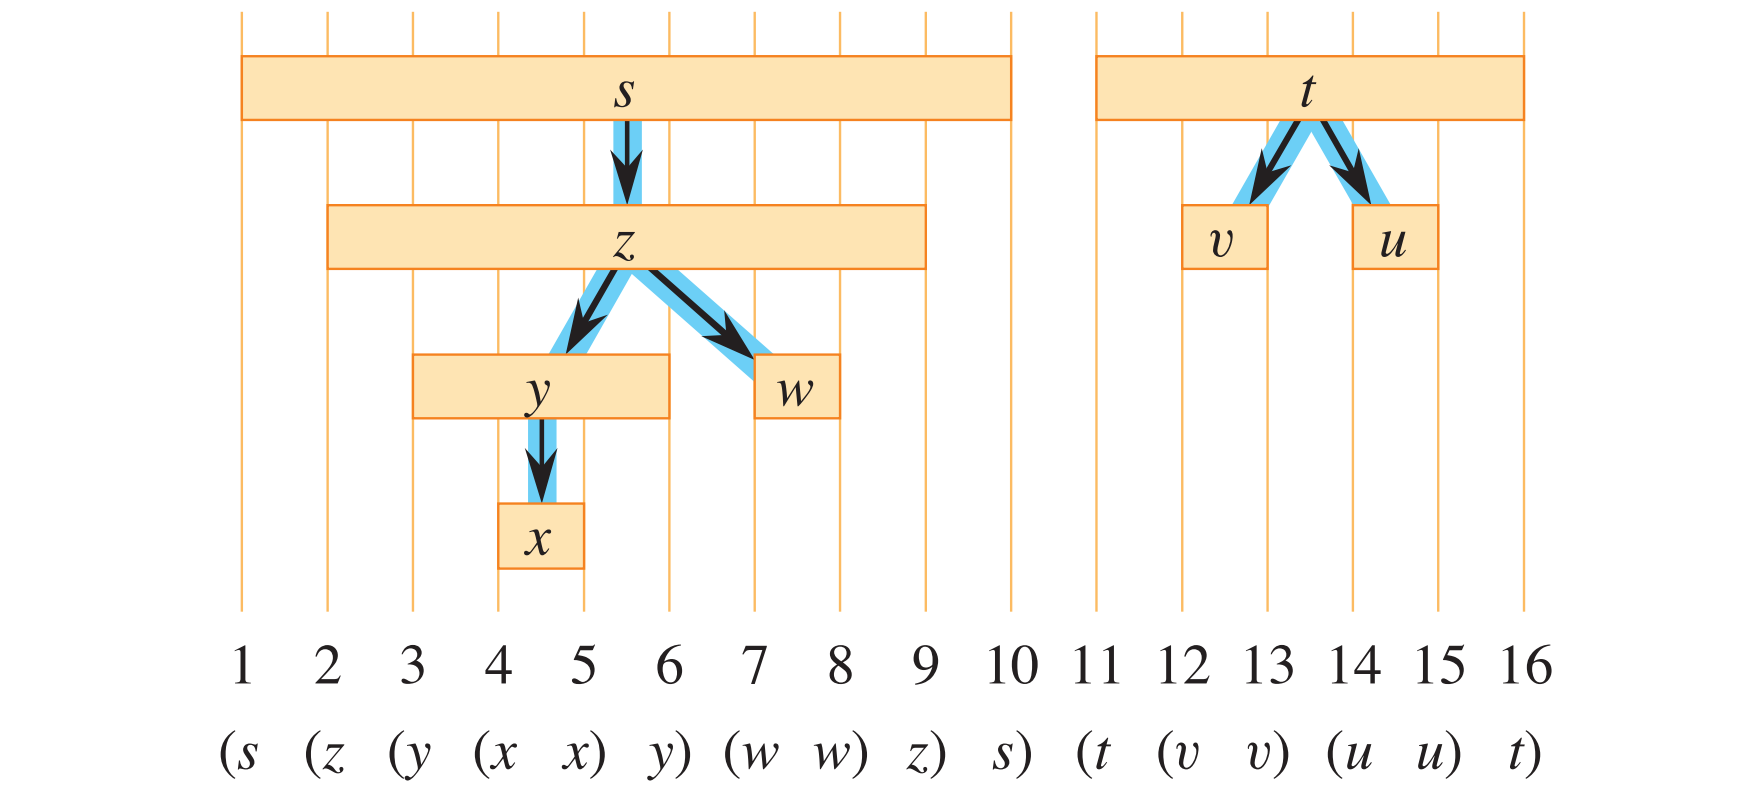 s t
z v u
y w
x
1 2 3 4 5 6 7 8 9 10 11 12 13 14 15 16
(s (z (y (x x) y) (w w) z) s) (t (v v) (u u) t)